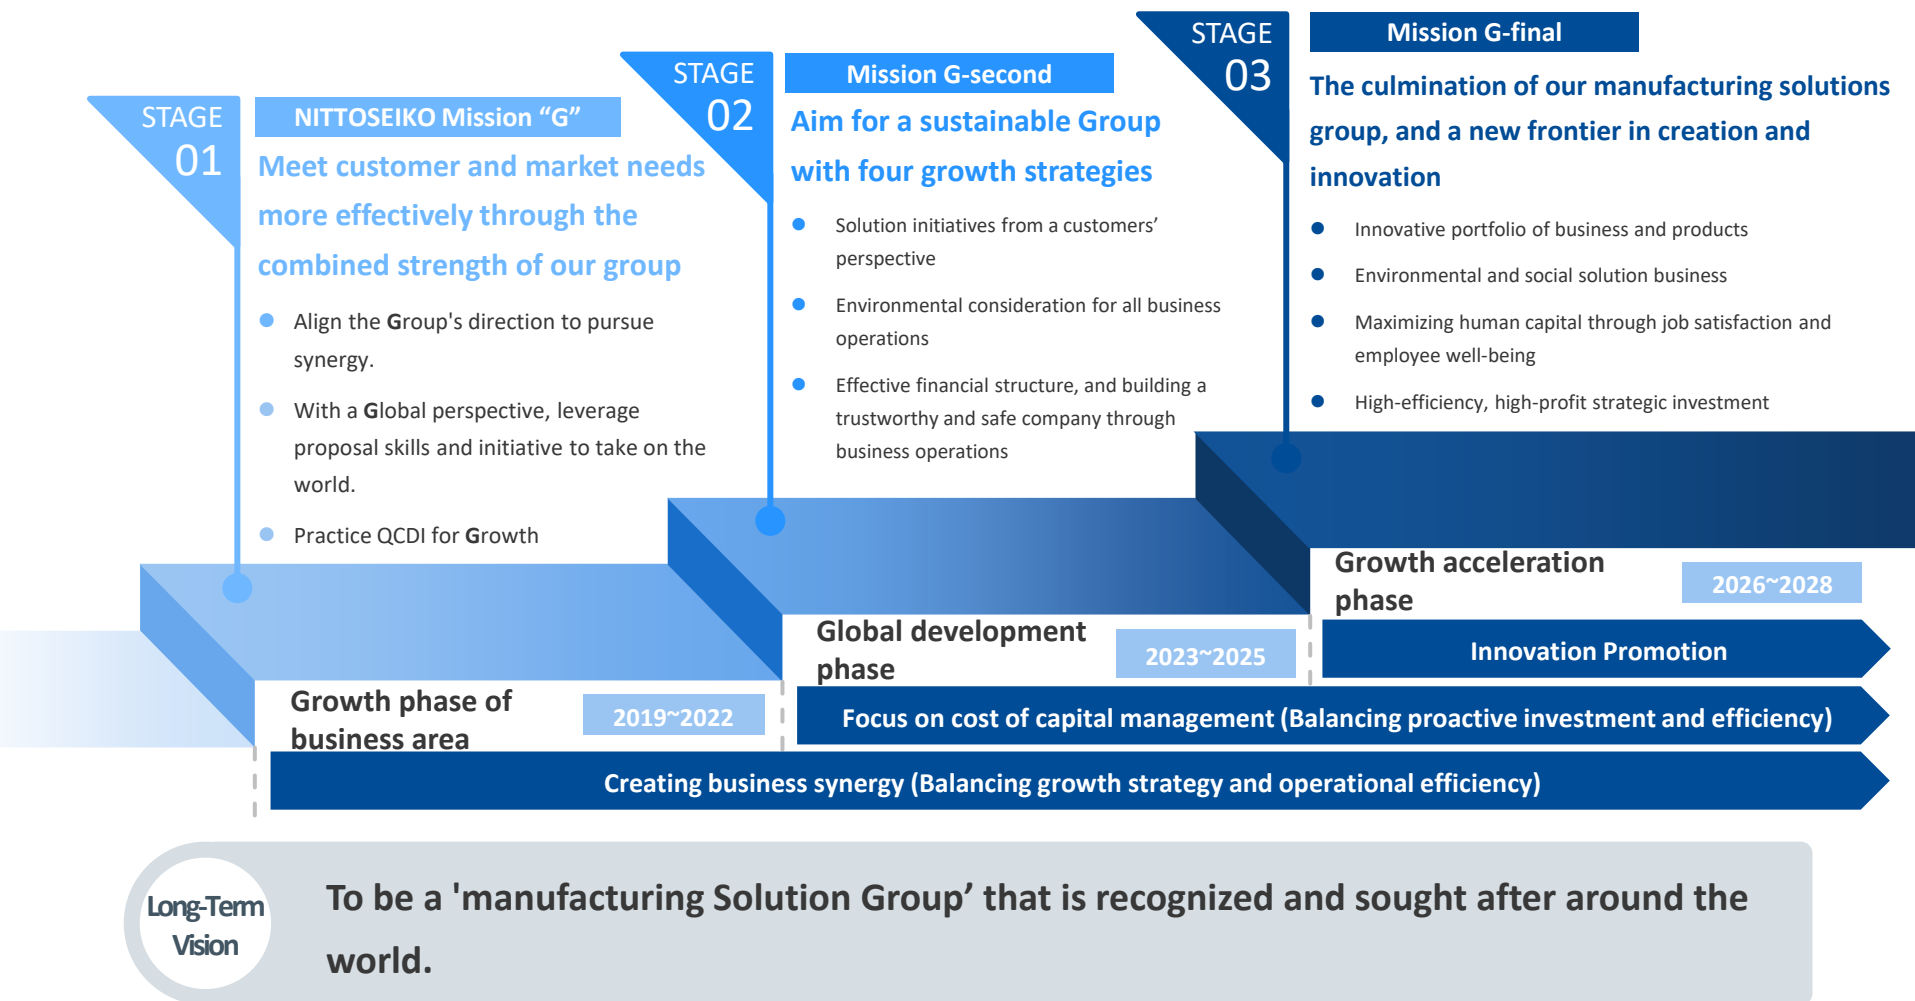 STAGE
01
NITTOSEIKO Mission “G”
Meet customer and market needs
more effectively through the
combined strength of our group
Align the Group's direction to pursue
synergy.
With a Global perspective, leverage
proposal skills and initiative to take on the
world.
Practice QCDI for Growth
STAGE
02
Mission G-second
Aim for a sustainable Group
with four growth strategies
Solution initiatives from a customers’
perspective
Environmental consideration for all business
operations
Effective financial structure, and building a
trustworthy and safe company through
business operations
STAGE
03
Mission G-final
The culmination of our manufacturing solutions
group, and a new frontier in creation and
innovation
Innovative portfolio of business and products
Environmental and social solution business
Maximizing human capital through job satisfaction and
employee well-being
High-efficiency, high-profit strategic investment
Growth phase of
business area
2019~2022
Global development
phase
2023~2025
Growth acceleration
phase
2026~2028
Innovation Promotion
Focus on cost of capital management (Balancing proactive investment and efficiency)
Creating business synergy (Balancing growth strategy and operational efficiency)
Long-Term
Vision
To be a 'manufacturing Solution Group’ that is recognized and sought after around the
world.